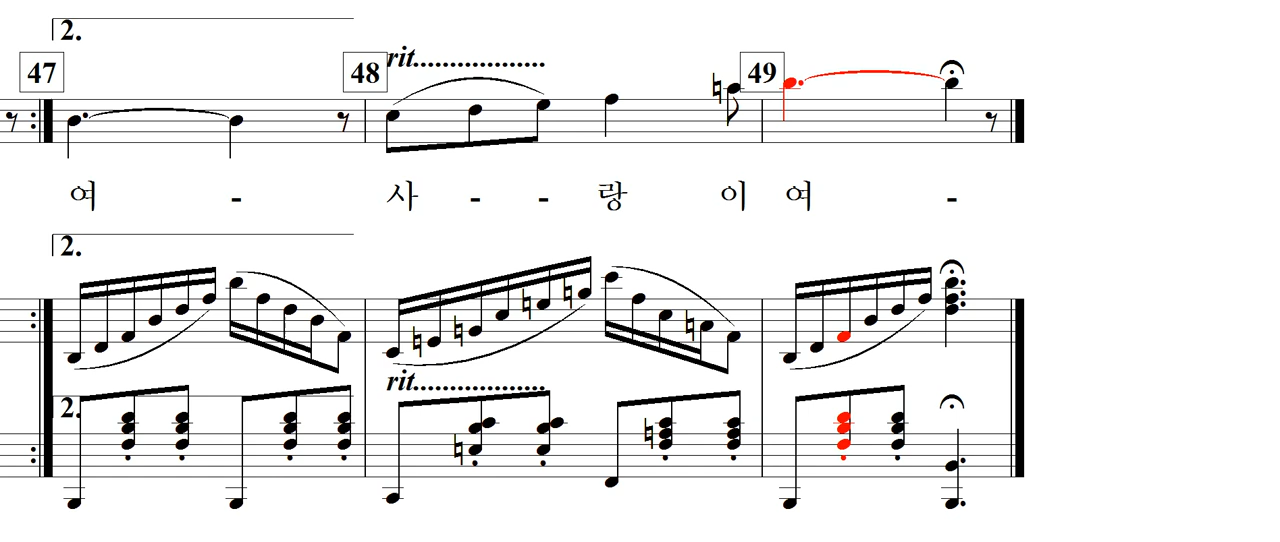 2.
47 48 rit.................. 49
여 - 사 - - 랑 이 여 -
2.
rit..................
2.